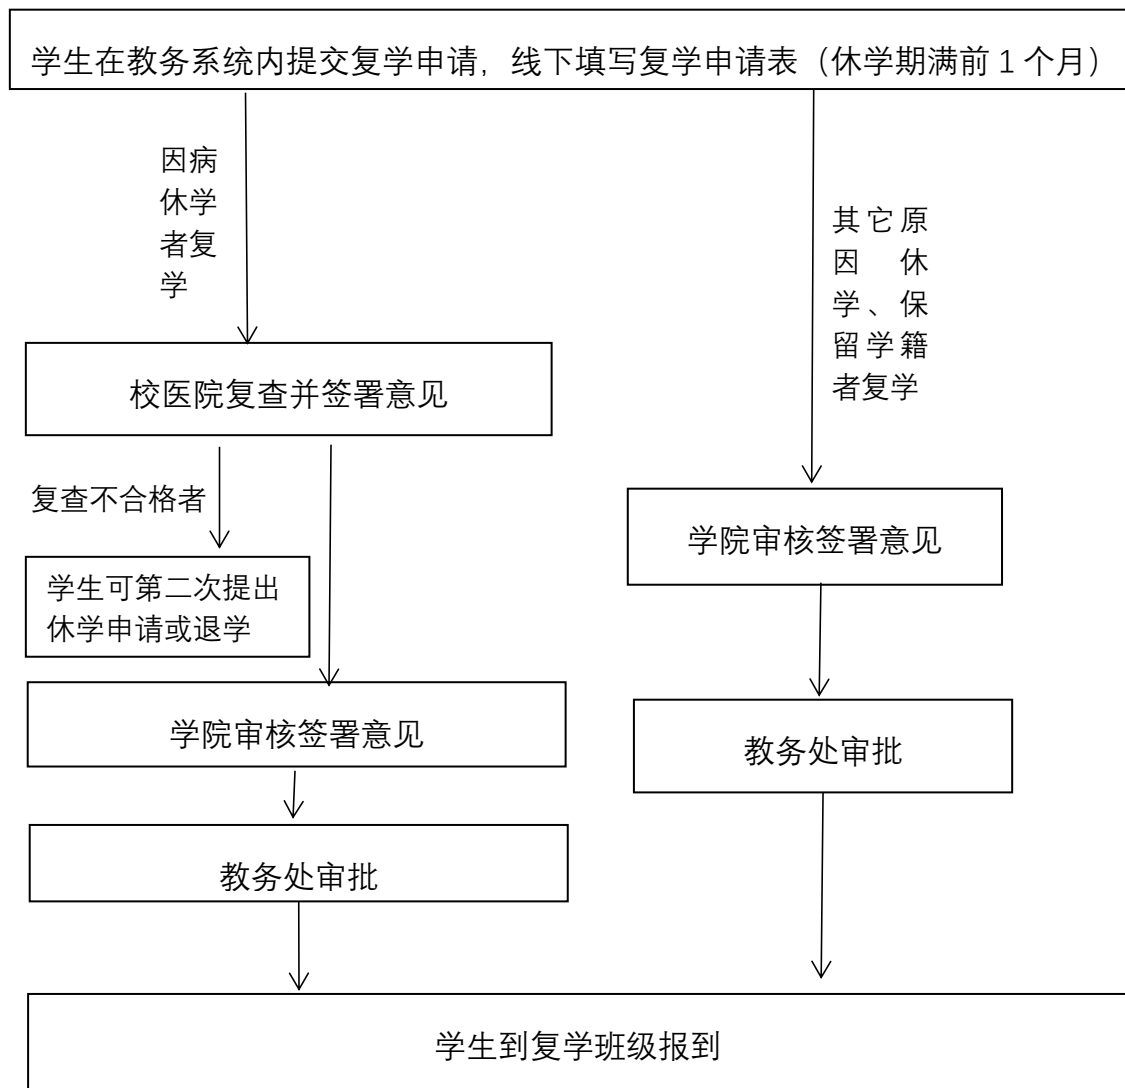 学生在教务系统内提交复学申请，线下填写复学申请表（休学期满前 1 个月）
因病
休学
者复
学
其它原
因休
学、保
留学籍
者复学
校医院复查并签署意见
复查不合格者
学院审核签署意见
学生可第二次提出
休学申请或退学
学院审核签署意见
教务处审批
教务处审批
学生到复学班级报到